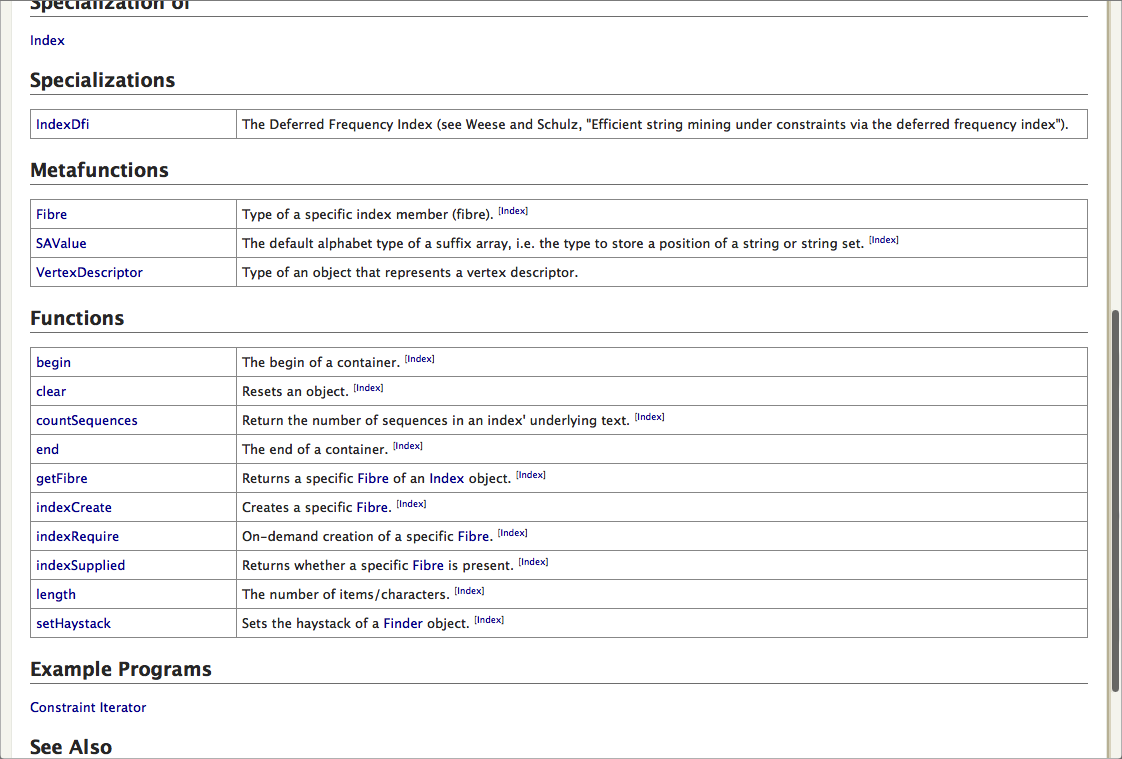 Specialization of
Index
Specializations
IndexDfi The Deferred Frequency Index (see Weese and Schulz, "Efficient string mining under constraints via the deferred frequency index").
Metafunctions
Fibre Type of a specific index member (fibre). [Index]
SAValue The default alphabet type of a suffix array, i.e. the type to store a position of a string or string set. [Index]
VertexDescriptor Type of an object that represents a vertex descriptor.
Functions
begin The begin of a container. [Index]
clear Resets an object. [Index]
countSequences Return the number of sequences in an index' underlying text. [Index]
end The end of a container. [Index]
getFibre Returns a specific Fibre of an Index object. [Index]
indexCreate Creates a specific Fibre. [Index]
indexRequire On-demand creation of a specific Fibre. [Index]
indexSupplied Returns whether a specific Fibre is present. [Index]
length The number of items/characters. [Index]
setHaystack Sets the haystack of a Finder object. [Index]
Example Programs
Constraint Iterator
See Also